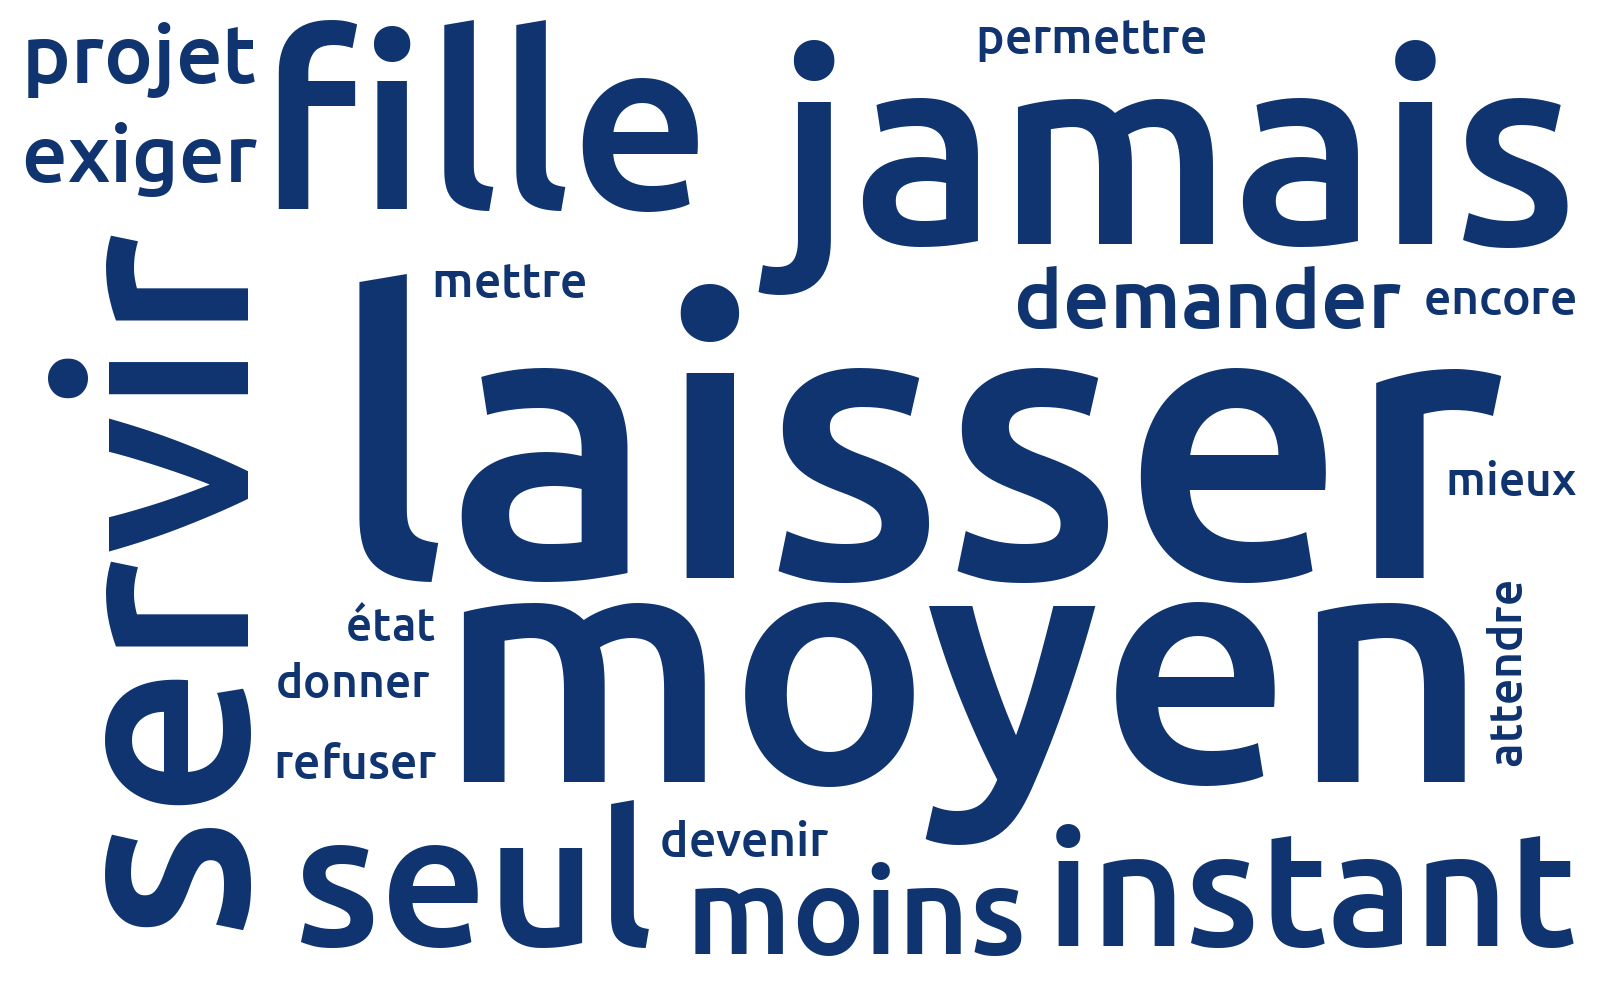 projet
fille
jamais
permettre
exiger
servir
mettre
demander
encore
laisser
mieux
état
moyen
attendre
donner
refuser
seul
devenir
moins
instant